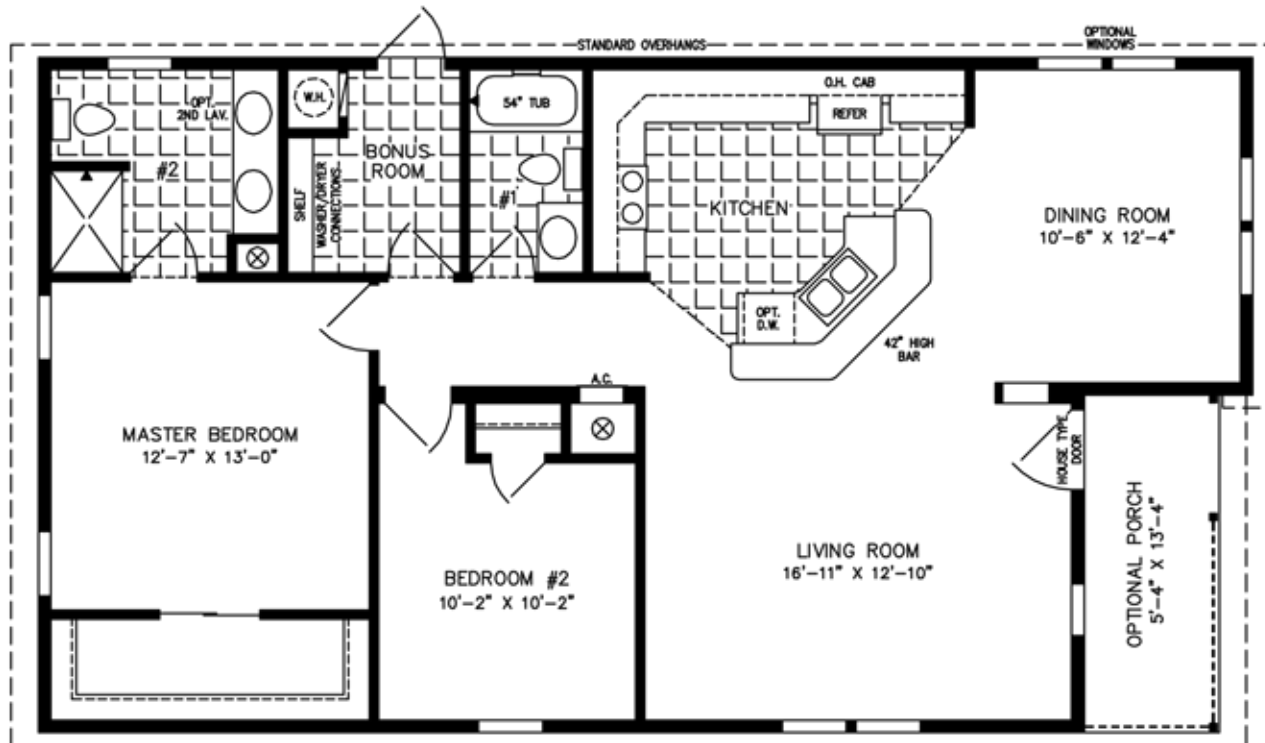 STANDARD OVERHANGS
OPTIONAL
WINDOWS
OPT.
2ND LAV.
#2
W.H.
SHELF
WASHER/DRYER
CONNECTIONS
BONUS
ROOM
54" TUB
#1
O.H. CAB
REFER
KITCHEN
OPT.
D.W.
42" HIGH
BAR
DINING ROOM
10'-6" X 12'-4"
A.C.
MASTER BEDROOM
12'-7" X 13'-0"
BEDROOM #2
10'-2" X 10'-2"
LIVING ROOM
16'-11" X 12'-10"
HOUSE TYPE
DOOR
OPTIONAL PORCH
5'-4" X 13'-4"